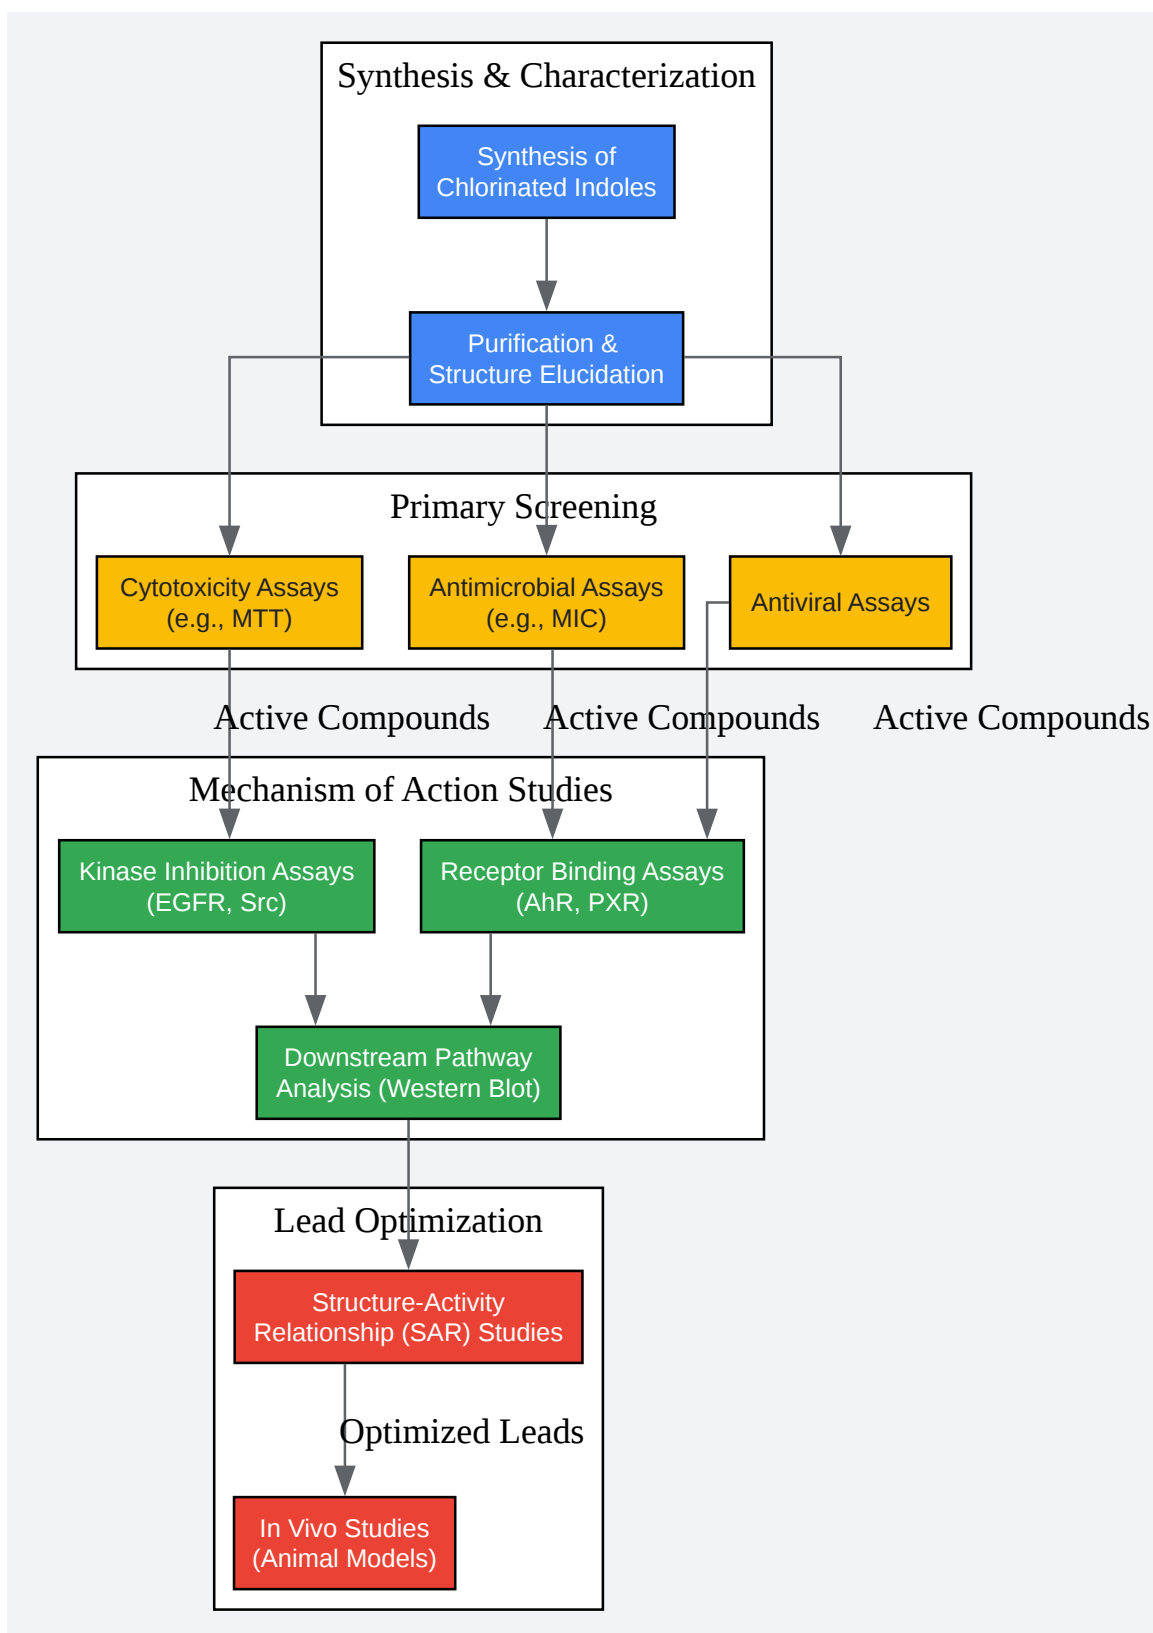 Synthesis & Characterization
Synthesis of
Chlorinated Indoles
Purification &
Structure Elucidation
Primary Screening
Cytotoxicity Assays
(e.g., MTT)
Antimicrobial Assays
(e.g., MIC)
Antiviral Assays
Active Compounds
Active Compounds
Active Compounds
Mechanism of Action Studies
Kinase Inhibition Assays
(EGFR, Src)
Receptor Binding Assays
(AhR, PXR)
Downstream Pathway
Analysis (Western Blot)
Lead Optimization
Structure-Activity
Relationship (SAR) Studies
Optimized Leads
In Vivo Studies
(Animal Models)